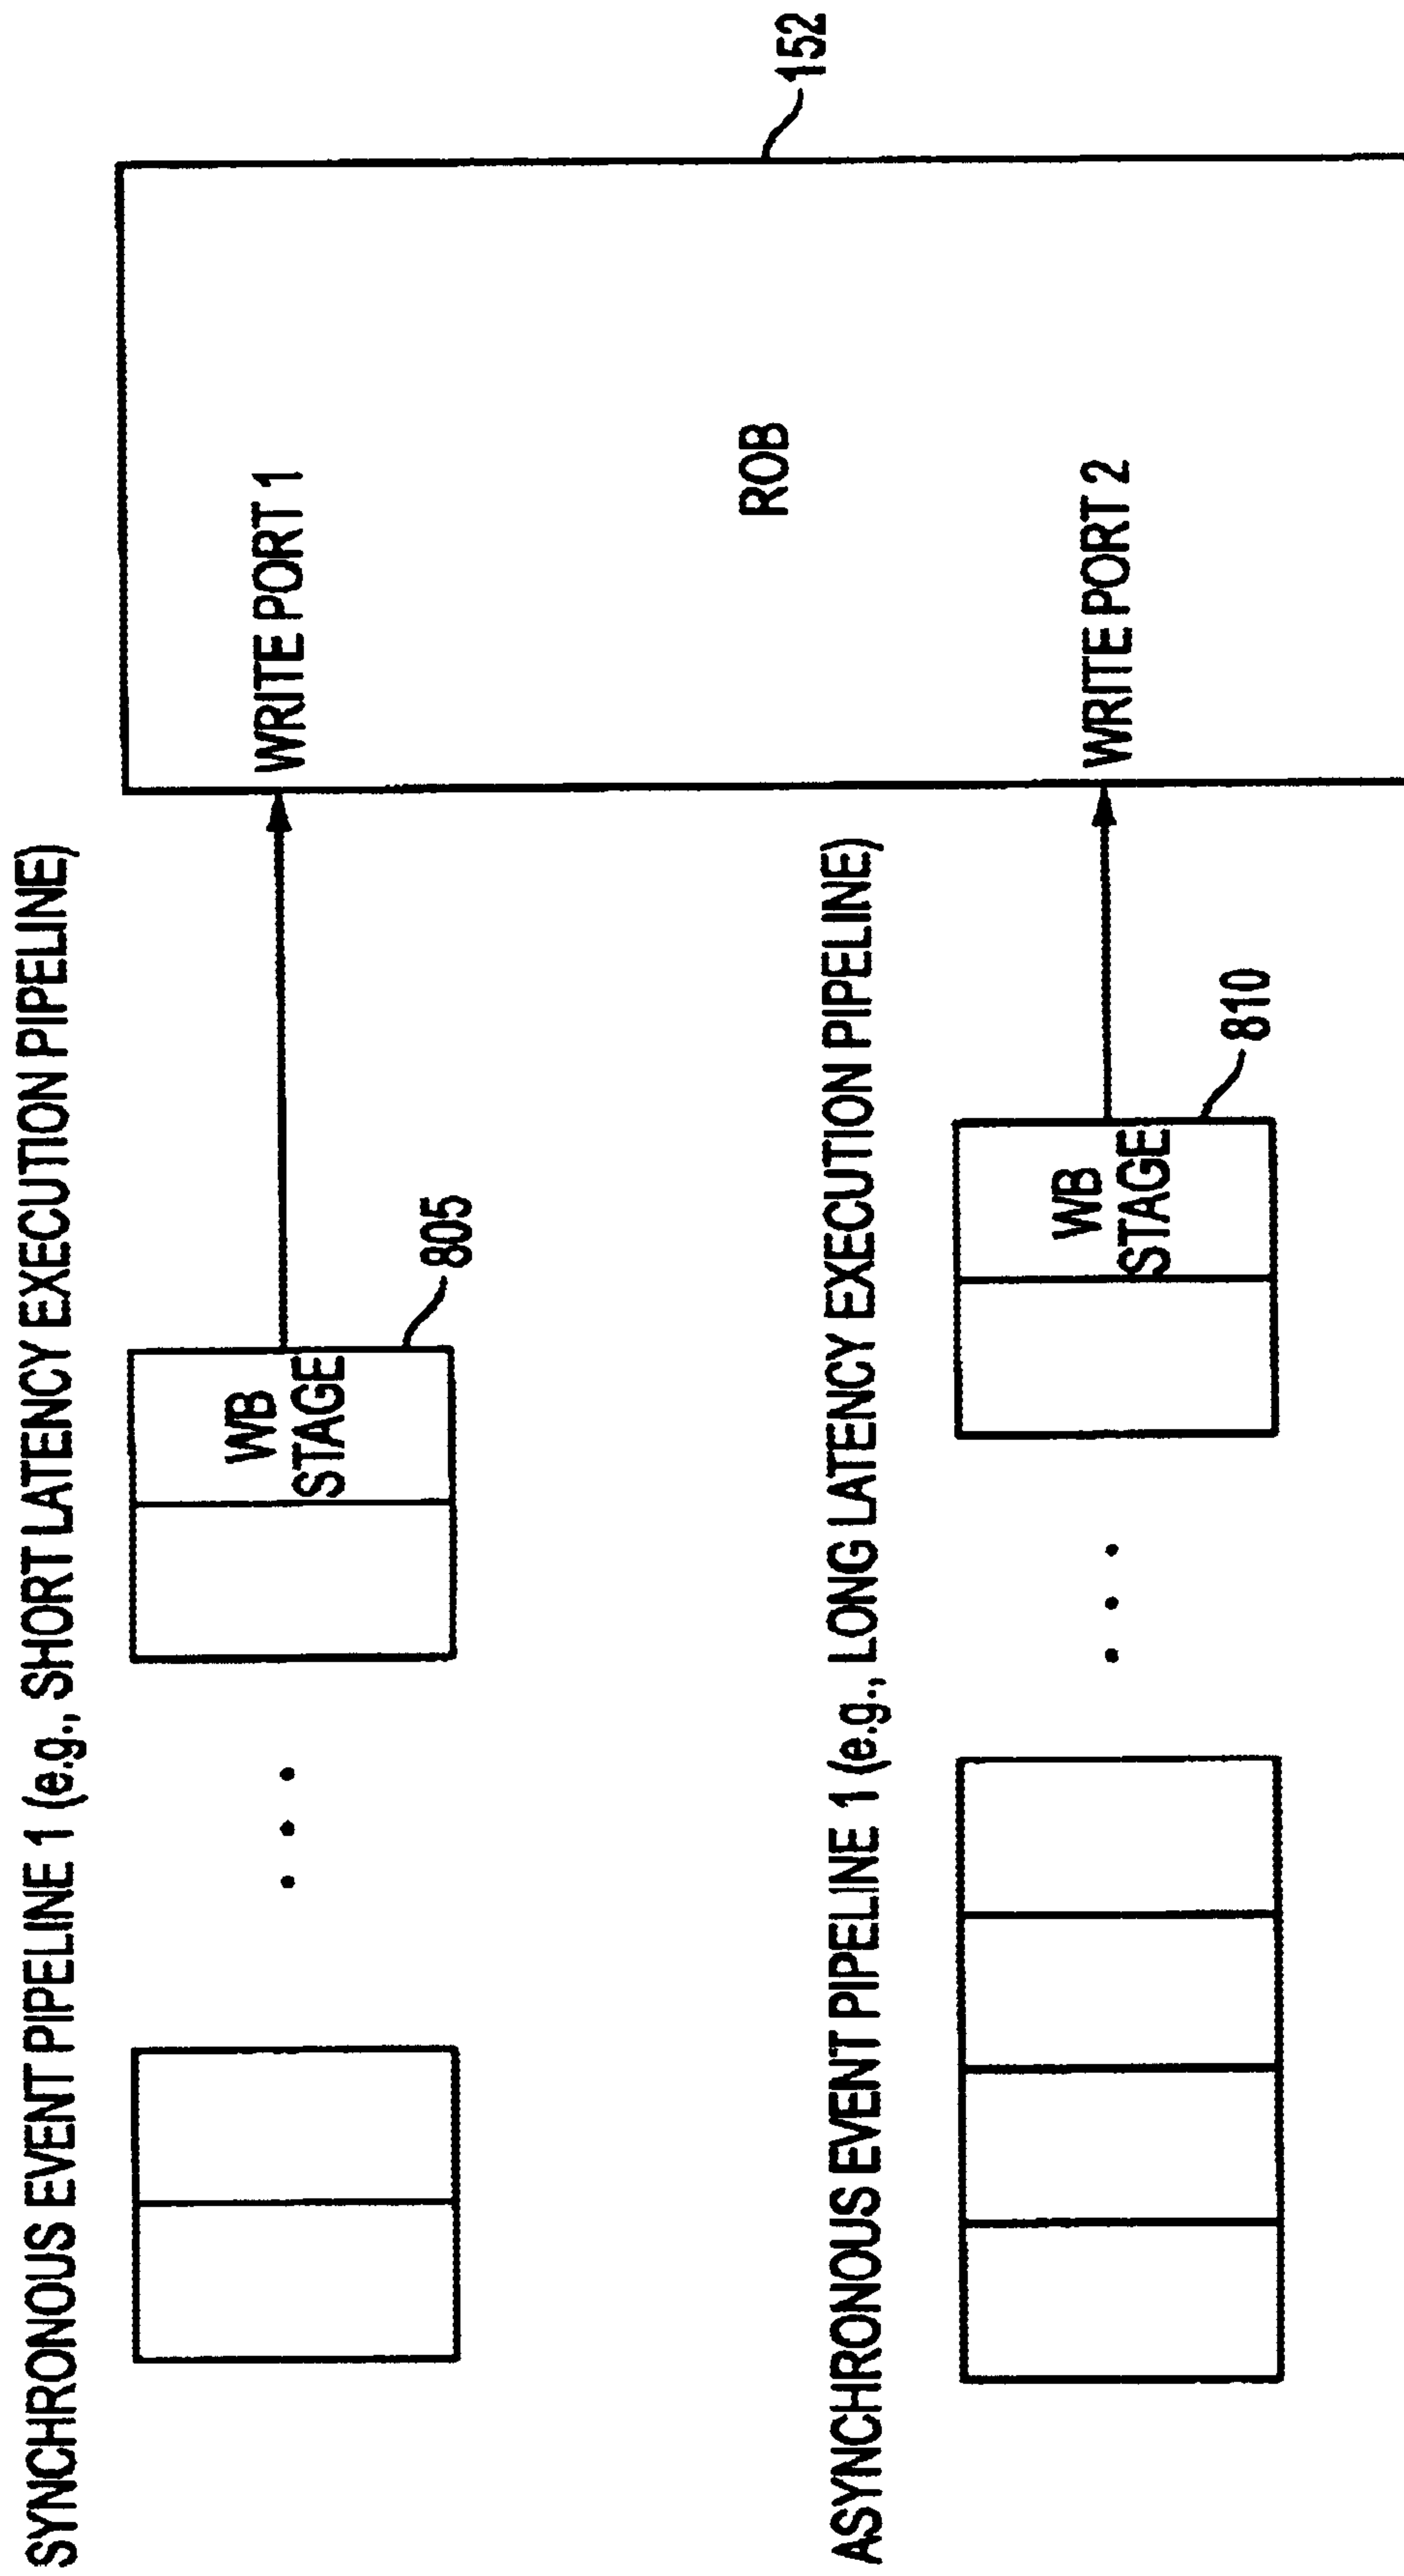 SYNCHRONOUS EVENT PIPELINE 1 (e.g., SHORT LATENCY EXECUTION PIPELINE)
WB
STAGE
805
WRITE PORT 1
152
ROB
ASYNCHRONOUS EVENT PIPELINE 1 (e.g., LONG LATENCY EXECUTION PIPELINE)
WB
STAGE
810
WRITE PORT 2